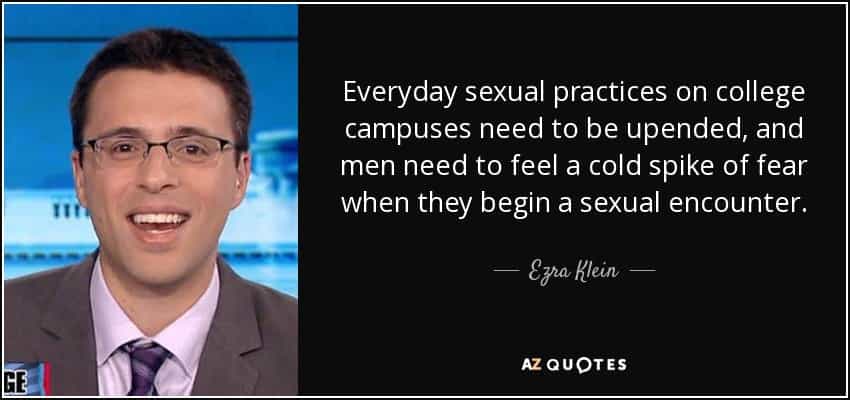 Everyday sexual practices on college
campuses need to be upended, and
men need to feel a cold spike of fear
when they begin a sexual encounter.
Ezra Klein
AZ QUOTES
GE